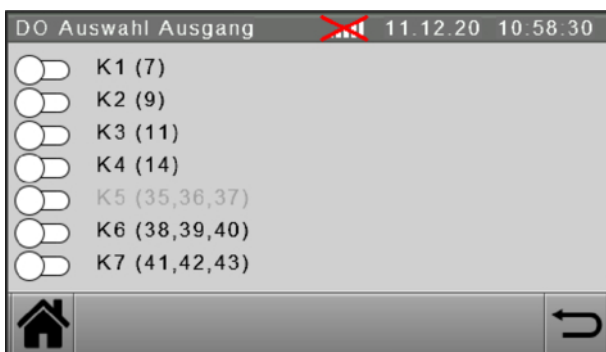 DO Auswahl Ausgang 11.12.20 10:58:30
K1 (7)
K2 (9)
K3 (11)
K4 (14)
K5 (35,36,37)
K6 (38,39,40)
K7 (41,42,43)